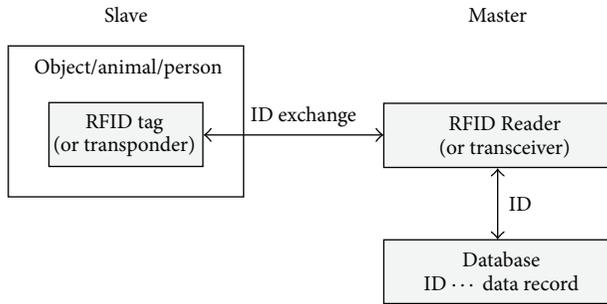 Slave
Master
Object/animal/person
RFID tag
(or transponder)
ID exchange
RFID Reader
(or transceiver)
ID
Database
ID ··· data record